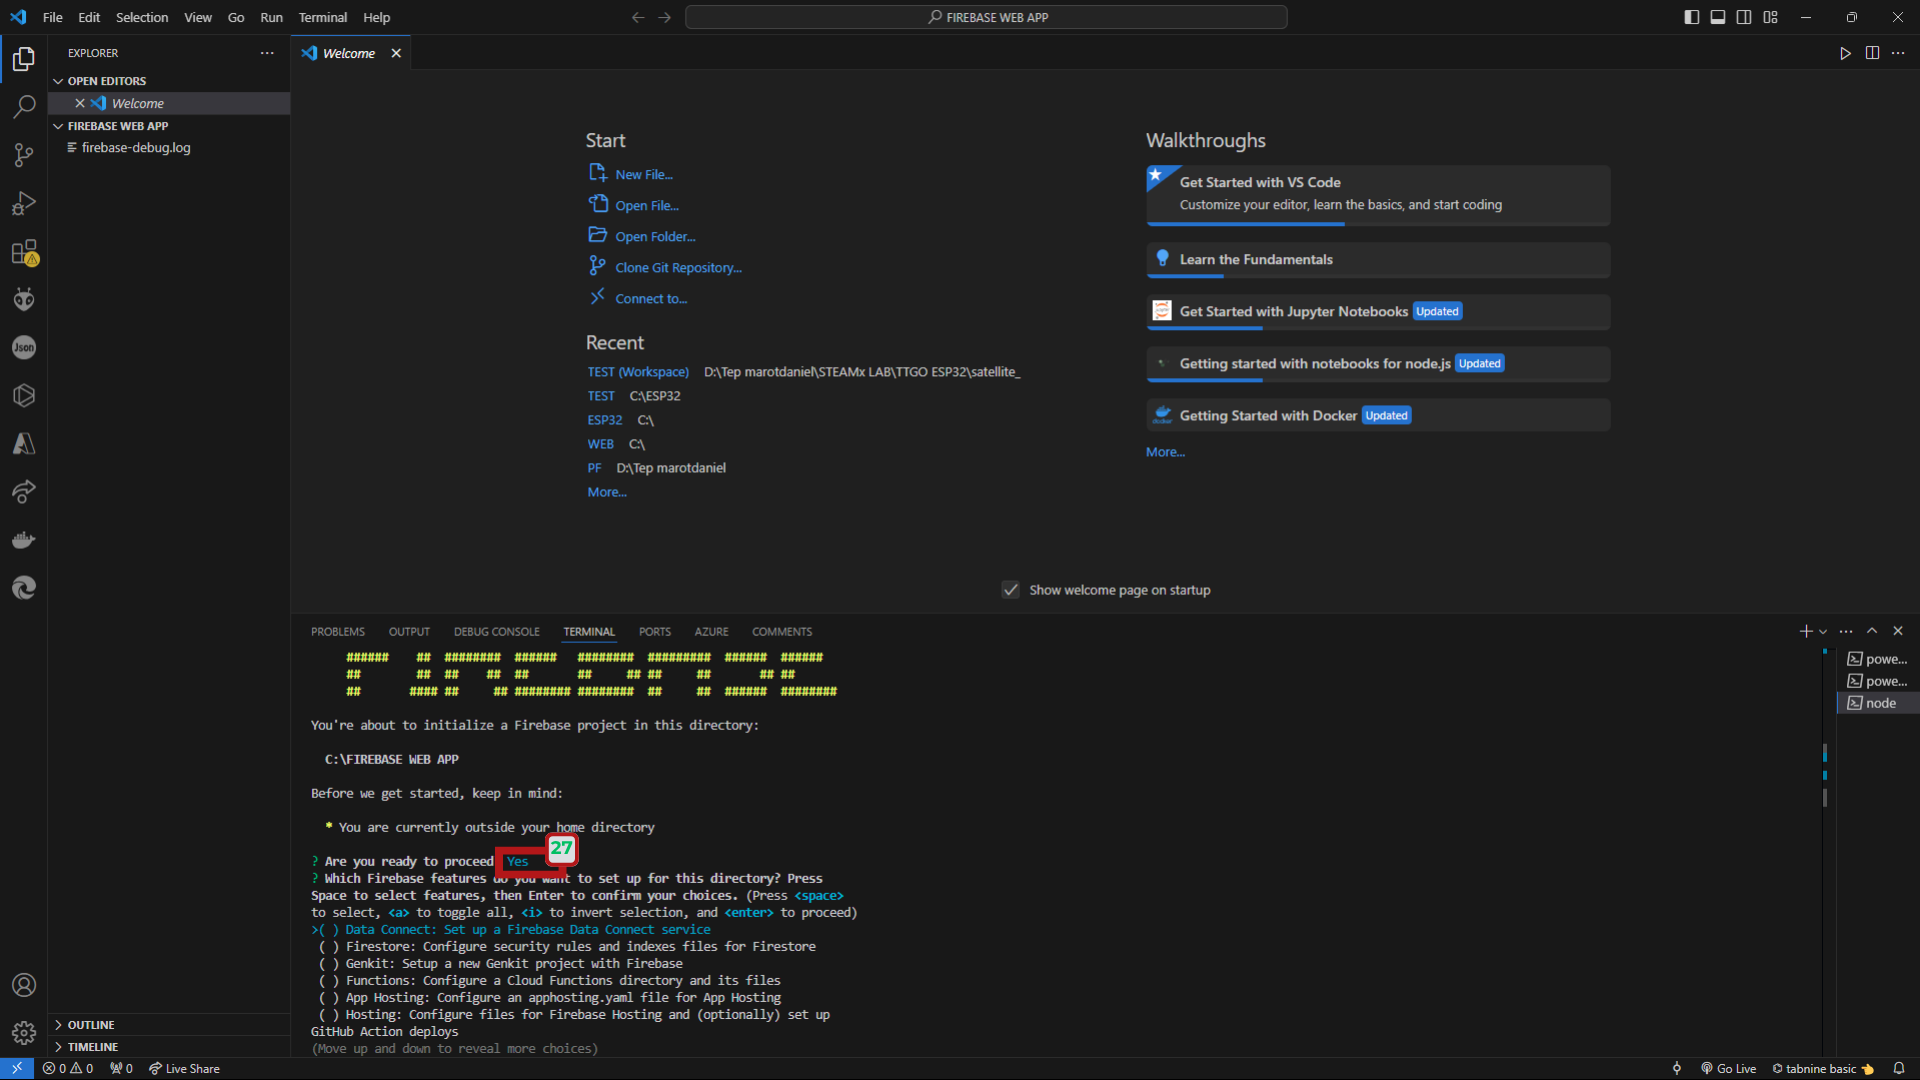 File Edit Selection View Go Run Terminal Help
FIREBASE WEB APP
EXPLORER
OPEN EDITORS
Welcome
FIREBASE WEB APP
firebase-debug.log
OUTLINE
TIMELINE
Json
Welcome
Start
New File...
Open File...
Open Folder...
Clone Git Repository...
Connect to...
Recent
TEST (Workspace) D:\Tep marotdaniel\STEAMx LAB\TTGO ESP32\satellite_
TEST C:\ESP32
ESP32 C:\
WEB C:\
PF D:\Tep marotdaniel
More...
Walkthroughs
Get Started with VS Code
Customize your editor, learn the basics, and start coding
Learn the Fundamentals
Get Started with Jupyter Notebooks Updated
Getting started with notebooks for node.js Updated
Getting Started with Docker Updated
More...
Show welcome page on startup
PROBLEMS OUTPUT DEBUG CONSOLE TERMINAL PORTS AZURE COMMENTS
###### ## ######## ###### ######## ######### ###### ######
## ## ## ## ## ## ## ## ## ## ##
## #### ## ## ######## ######## ## ## ###### ########
You're about to initialize a Firebase project in this directory:
C:\FIREBASE WEB APP
Before we get started, keep in mind:
* You are currently outside your home directory
? Are you ready to proceed Yes
27
? Which Firebase features do you want to set up for this directory? Press
Space to select features, then Enter to confirm your choices. (Press <space>
to select, <a> to toggle all, <i> to invert selection, and <enter> to proceed)
>( ) Data Connect: Set up a Firebase Data Connect service
( ) Firestore: Configure security rules and indexes files for Firestore
( ) Genkit: Setup a new Genkit project with Firebase
( ) Functions: Configure a Cloud Functions directory and its files
( ) App Hosting: Configure an apphosting.yaml file for App Hosting
( ) Hosting: Configure files for Firebase Hosting and (optionally) set up
GitHub Action deploys
(Move up and down to reveal more choices)
powe...
powe...
node
0 0 0 Live Share
Go Live tabnine basic